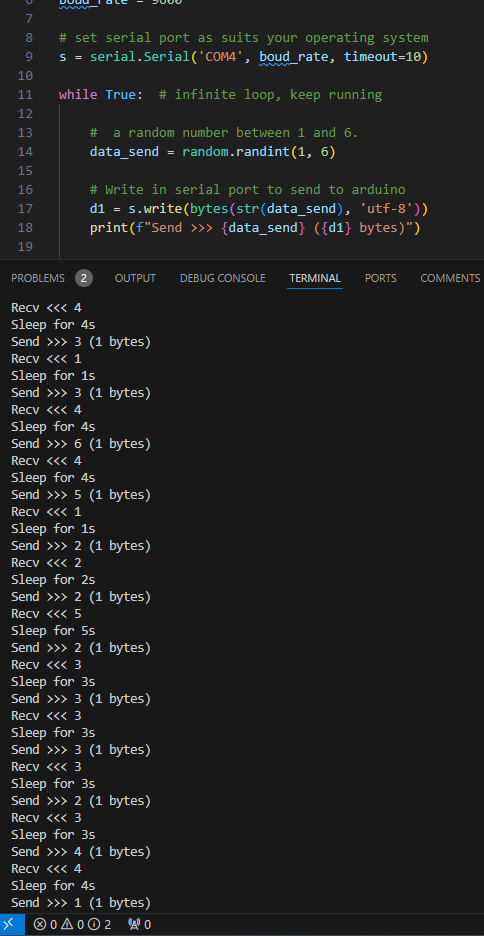 6 boud_rate = 9600
7
8 # set serial port as suits your operating system
9 s = serial.Serial('COM4', boud_rate, timeout=10)
10
11 while True:  # infinite loop, keep running
12
13 #  a random number between 1 and 6.
14 data_send = random.randint(1, 6)
15
16 # Write in serial port to send to arduino
17 d1 = s.write(bytes(str(data_send), 'utf-8'))
18 print(f"Send >>> {data_send} ({d1} bytes)")
19
PROBLEMS 2 OUTPUT DEBUG CONSOLE TERMINAL PORTS COMMENTS
Recv <<< 4
Sleep for 4s
Send >>> 3 (1 bytes)
Recv <<< 1
Sleep for 1s
Send >>> 3 (1 bytes)
Recv <<< 4
Sleep for 4s
Send >>> 6 (1 bytes)
Recv <<< 4
Sleep for 4s
Send >>> 5 (1 bytes)
Recv <<< 1
Sleep for 1s
Send >>> 2 (1 bytes)
Recv <<< 2
Sleep for 2s
Send >>> 2 (1 bytes)
Recv <<< 5
Sleep for 5s
Send >>> 2 (1 bytes)
Recv <<< 3
Sleep for 3s
Send >>> 3 (1 bytes)
Recv <<< 3
Sleep for 3s
Send >>> 3 (1 bytes)
Recv <<< 3
Sleep for 3s
Send >>> 2 (1 bytes)
Recv <<< 3
Sleep for 3s
Send >>> 4 (1 bytes)
Recv <<< 4
Sleep for 4s
Send >>> 1 (1 bytes)
0 0 2 0